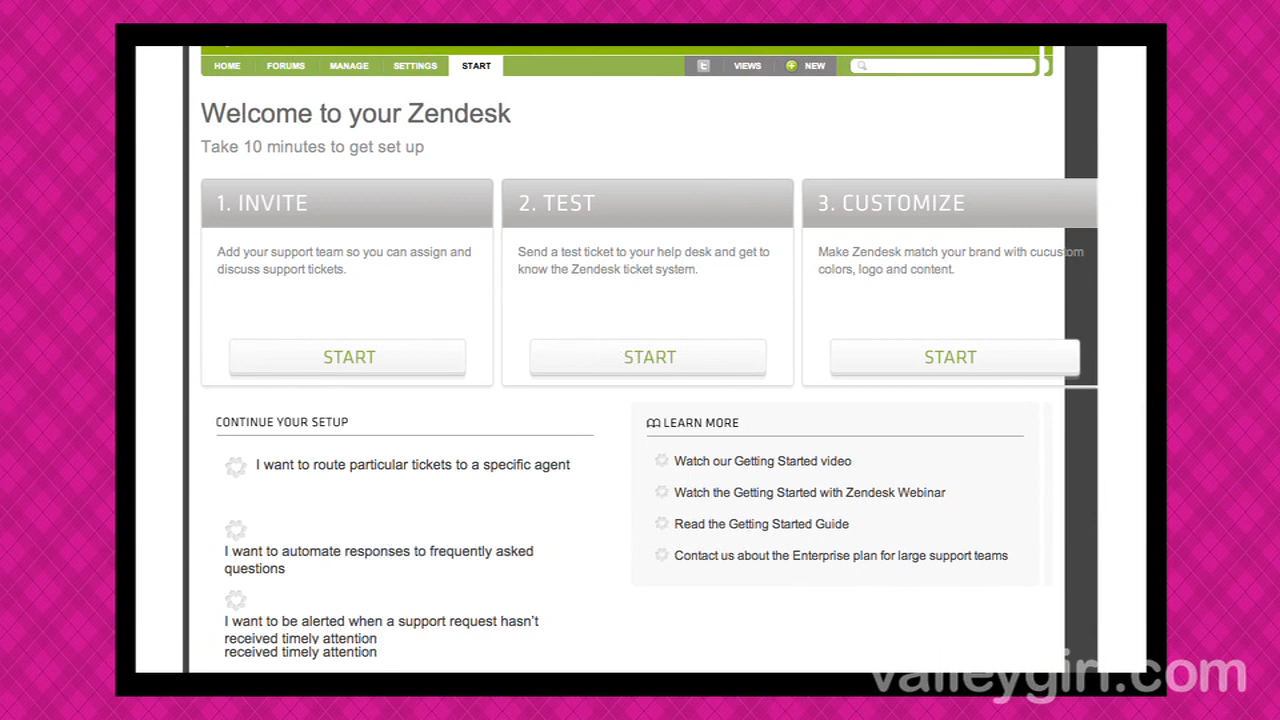 HOME FORUMS MANAGE SETTINGS START VIEWS NEW
Welcome to your Zendesk
Take 10 minutes to get set up
1. INVITE
Add your support team so you can assign and
discuss support tickets.
START
2. TEST
Send a test ticket to your help desk and get to
know the Zendesk ticket system.
START
3. CUSTOMIZE
Make Zendesk match your brand with cucustom
colors, logo and content.
START
CONTINUE YOUR SETUP
I want to route particular tickets to a specific agent
I want to automate responses to frequently asked
questions
I want to be alerted when a support request hasn't
received timely attention
received timely attention
LEARN MORE
Watch our Getting Started video
Watch the Getting Started with Zendesk Webinar
Read the Getting Started Guide
Contact us about the Enterprise plan for large support teams
valleygirl.com